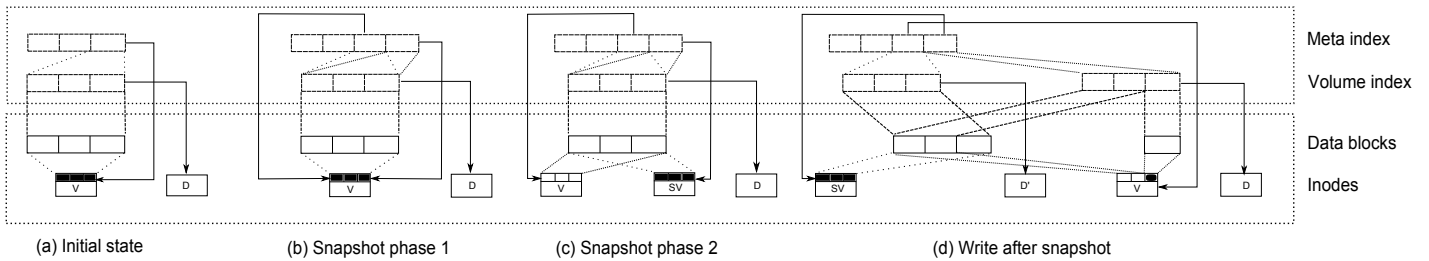 Meta index
Volume index
Data blocks
Inodes
V
D
V
D
V
SV
D
SV
D'
V
D
(a) Initial state
(b) Snapshot phase 1
(c) Snapshot phase 2
(d) Write after snapshot